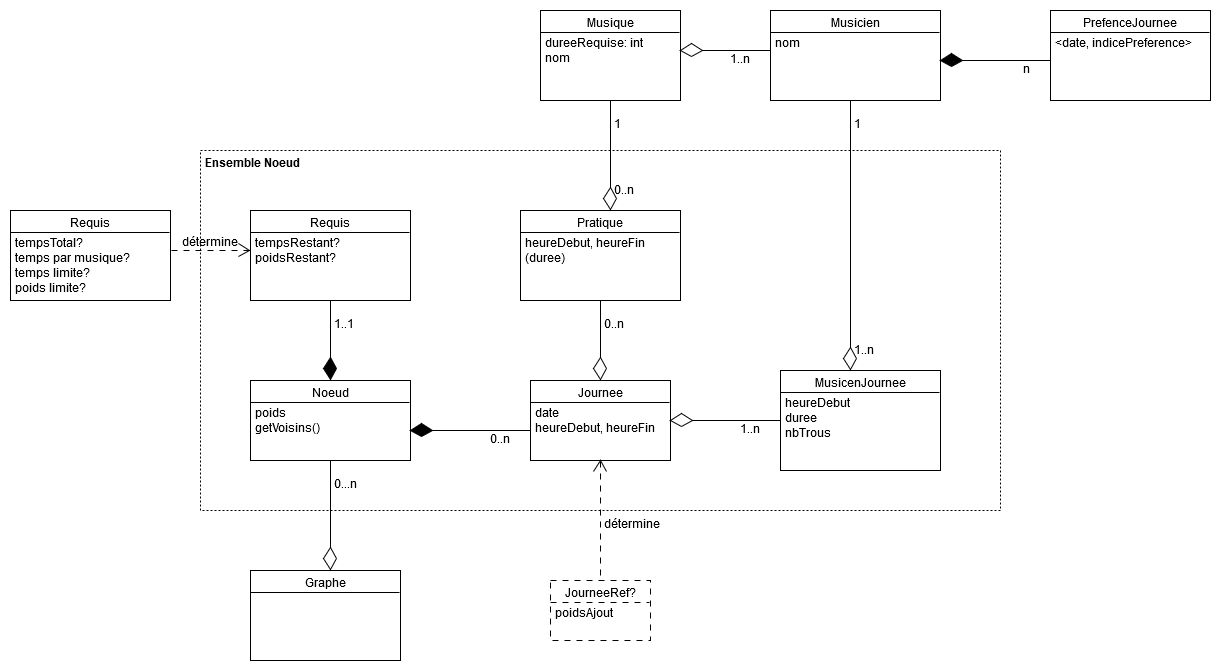 Musique
dureeRequise: int
nom
1..n
Musicien
nom
n
PrefenceJournee
<date, indicePreference>
1
1
Ensemble Noeud
0..n
Requis
tempsTotal?
temps par musique?
temps limite?
poids limite?
détermine
Requis
tempsRestant?
poidsRestant?
Pratique
heureDebut, heureFin
(duree)
1..1
0..n
1..n
Noeud
poids
getVoisins()
0..n
Journee
date
heureDebut, heureFin
1..n
MusicenJournee
heureDebut
duree
nbTrous
0...n
détermine
Graphe
JourneeRef?
poidsAjout